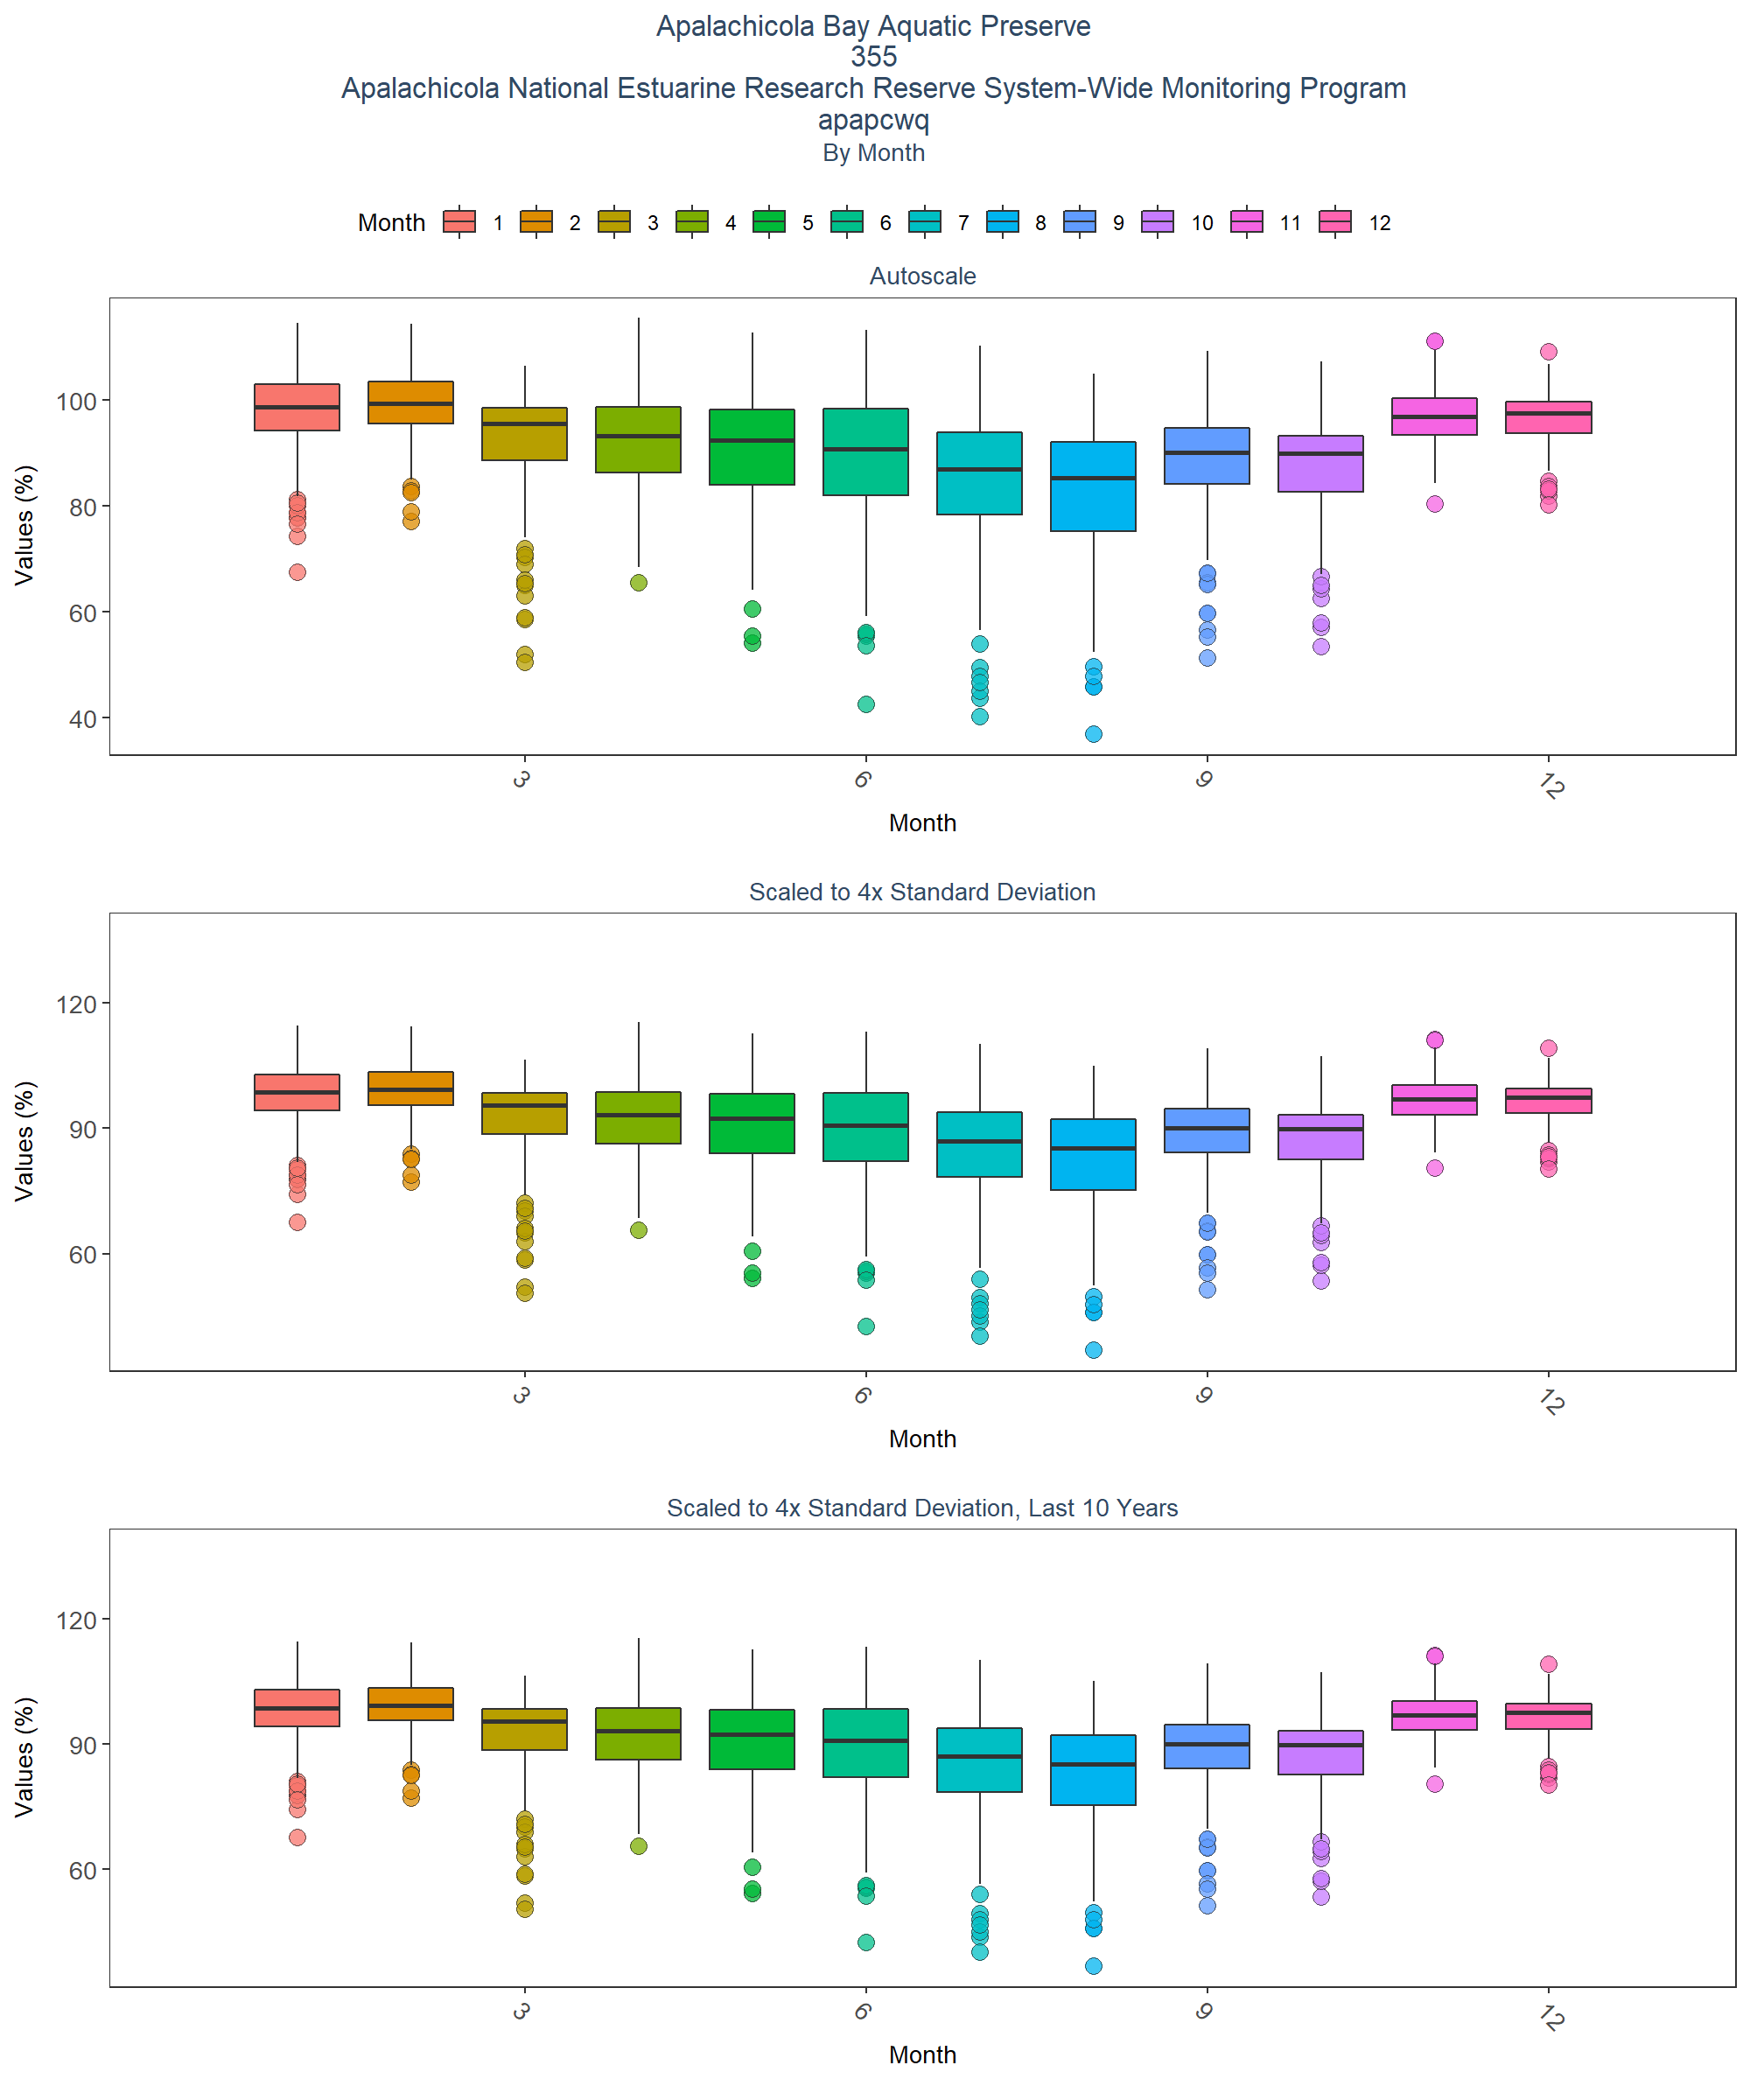 Apalachicola Bay Aquatic Preserve
355
Apalachicola National Estuarine Research Reserve System-Wide Monitoring Program
apapcwq
By Month
Month 1 2 3 4 5 6 7 8 9 10 11 12
Autoscale
Values (%)
100
80
60
40
3 6 9 12
Month
Scaled to 4x Standard Deviation
Values (%)
120
90
60
3 6 9 12
Month
Scaled to 4x Standard Deviation, Last 10 Years
Values (%)
120
90
60
3 6 9 12
Month